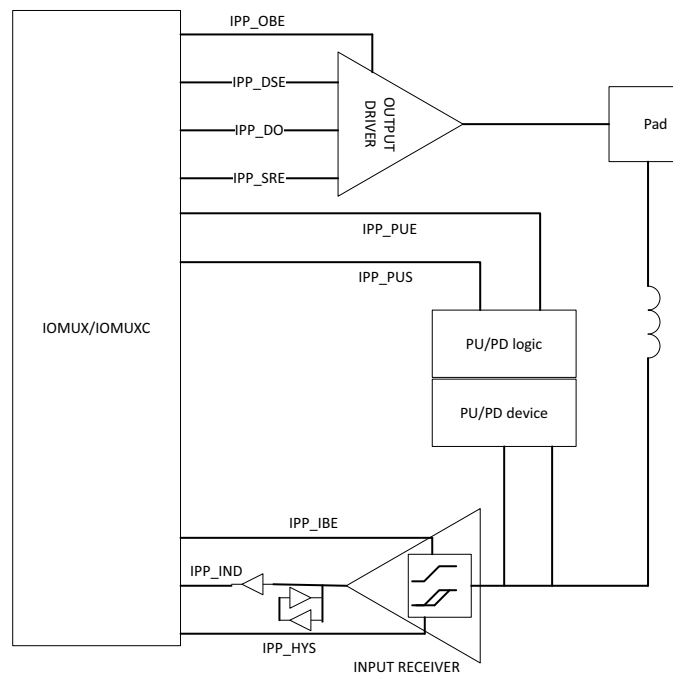 IPP_OBE
IPP_DSE
IPP_DO
IPP_SRE
OUTPUT
DRIVER
Pad
IPP_PUE
IPP_PUS
IOMUX/IOMUXC
PU/PD logic
PU/PD device
IPP_IBE
IPP_IND
IPP_HYS
INPUT RECEIVER